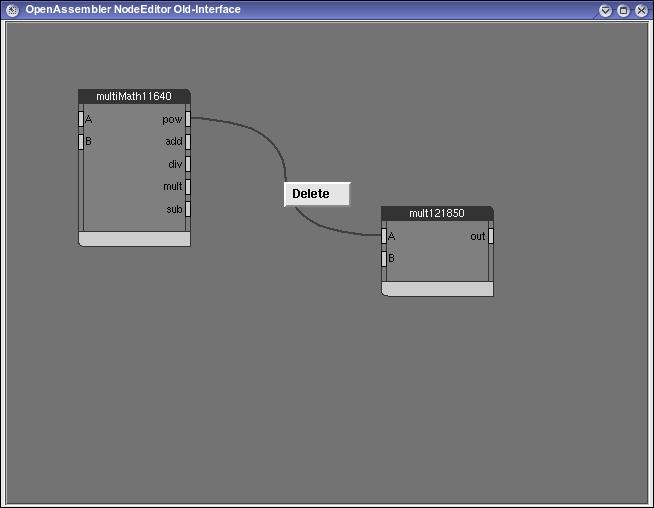 OpenAssembler NodeEditor Old-Interface
multiMath11640
A pow
B add
div
mult
sub
Delete
mult121850
A out
B